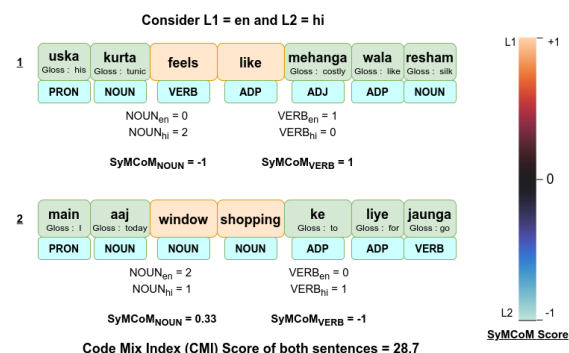 Consider L1 = en and L2 = hi
1
uska kurta feels like mehanga wala resham
Gloss : his Gloss : tunic Gloss : costly Gloss : like Gloss : silk
PRON NOUN VERB ADP ADJ ADP NOUN
NOUNen = 0 VERBen = 1
NOUNhi = 2 VERBhi = 0
SyMCoMNOUN = -1 SyMCoMVERB = 1
2
main aaj window shopping ke liye jaunga
Gloss : I Gloss : today Gloss : to Gloss : for Gloss : go
PRON NOUN NOUN NOUN ADP ADP VERB
NOUNen = 2 VERBen = 0
NOUNhi = 1 VERBhi = 1
SyMCoMNOUN = 0.33 SyMCoMVERB = -1
Code Mix Index (CMI) Score of both sentences = 28.7
L1 +1
0
L2 -1
SyMCoM Score